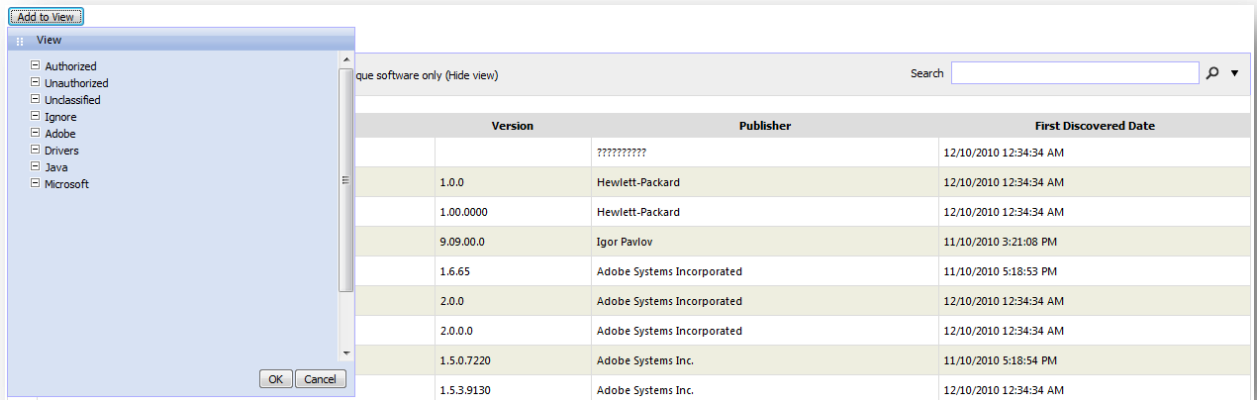 Add to View
View
Authorized
Unauthorized
Unclassified
Ignore
Adobe
Drivers
Java
Microsoft
OK Cancel
que software only (Hide view) Search
Version Publisher First Discovered Date
?????????? 12/10/2010 12:34:34 AM
1.0.0 Hewlett-Packard 12/10/2010 12:34:34 AM
1.00.0000 Hewlett-Packard 12/10/2010 12:34:34 AM
9.09.00.0 Igor Pavlov 11/10/2010 3:21:08 PM
1.6.65 Adobe Systems Incorporated 11/10/2010 5:18:53 PM
2.0.0 Adobe Systems Incorporated 12/10/2010 12:34:34 AM
2.0.0.0 Adobe Systems Incorporated 12/10/2010 12:34:34 AM
1.5.0.7220 Adobe Systems Inc. 11/10/2010 5:18:54 PM
1.5.3.9130 Adobe Systems Inc. 12/10/2010 12:34:34 AM